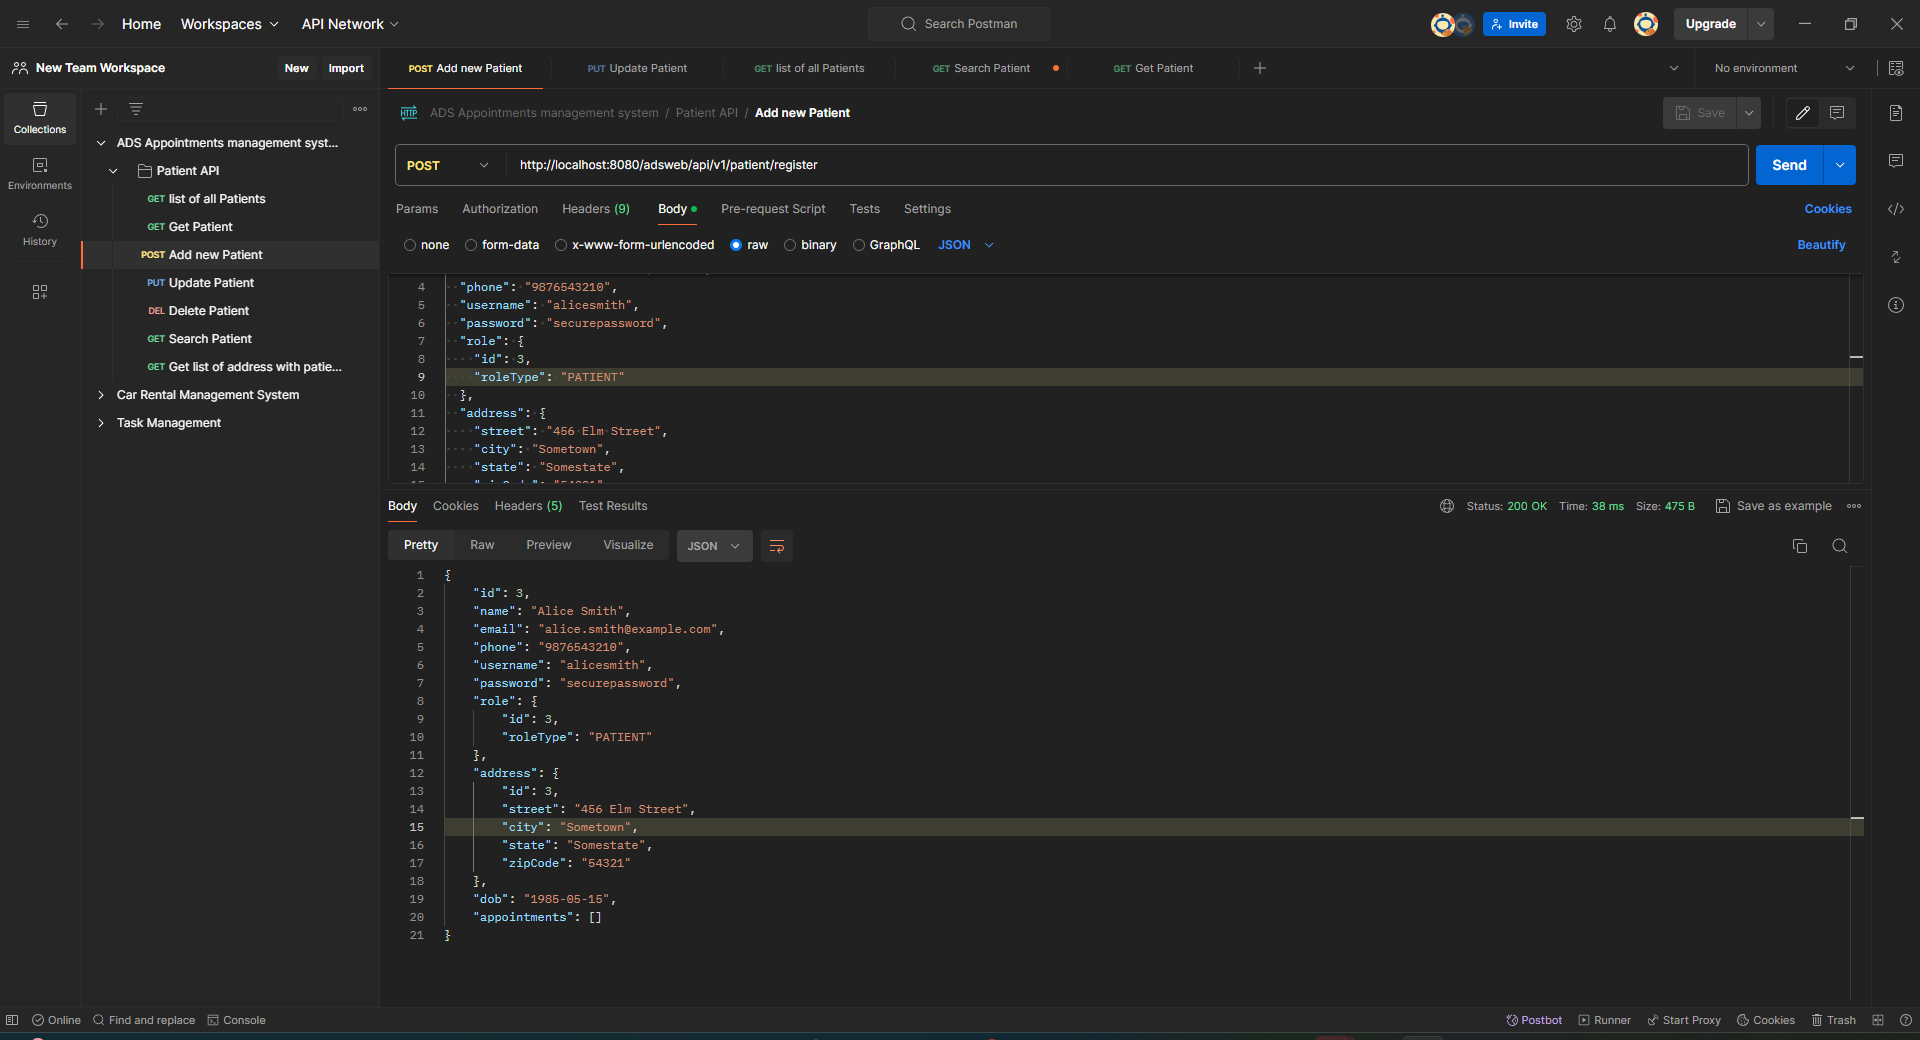 Home Workspaces API Network Search Postman Invite Upgrade
New Team Workspace New Import
POST Add new Patient PUT Update Patient GET list of all Patients GET Search Patient GET Get Patient No environment
Collections
Environments
History
ADS Appointments management syst...
Patient API
GET list of all Patients
GET Get Patient
POST Add new Patient
PUT Update Patient
DEL Delete Patient
GET Search Patient
GET Get list of address with patie...
Car Rental Management System
Task Management
HTTP ADS Appointments management system / Patient API / Add new Patient Save
POST http://localhost:8080/adsweb/api/v1/patient/register Send
Params Authorization Headers (9) Body Pre-request Script Tests Settings Cookies
none form-data x-www-form-urlencoded raw binary GraphQL JSON Beautify
4 "phone": "9876543210",
5 "username": "alicesmith",
6 "password": "securepassword",
7 "role": {
8 "id": 3,
9 "roleType": "PATIENT"
10 },
11 "address": {
12 "street": "456 Elm Street",
13 "city": "Sometown",
14 "state": "Somestate",
Body Cookies Headers (5) Test Results Status: 200 OK Time: 38 ms Size: 475 B Save as example
Pretty Raw Preview Visualize JSON
1 {
2 "id": 3,
3 "name": "Alice Smith",
4 "email": "alice.smith@example.com",
5 "phone": "9876543210",
6 "username": "alicesmith",
7 "password": "securepassword",
8 "role": {
9 "id": 3,
10 "roleType": "PATIENT"
11 },
12 "address": {
13 "id": 3,
14 "street": "456 Elm Street",
15 "city": "Sometown",
16 "state": "Somestate",
17 "zipCode": "54321"
18 },
19 "dob": "1985-05-15",
20 "appointments": []
21 }
Online Find and replace Console Postbot Runner Start Proxy Cookies Trash